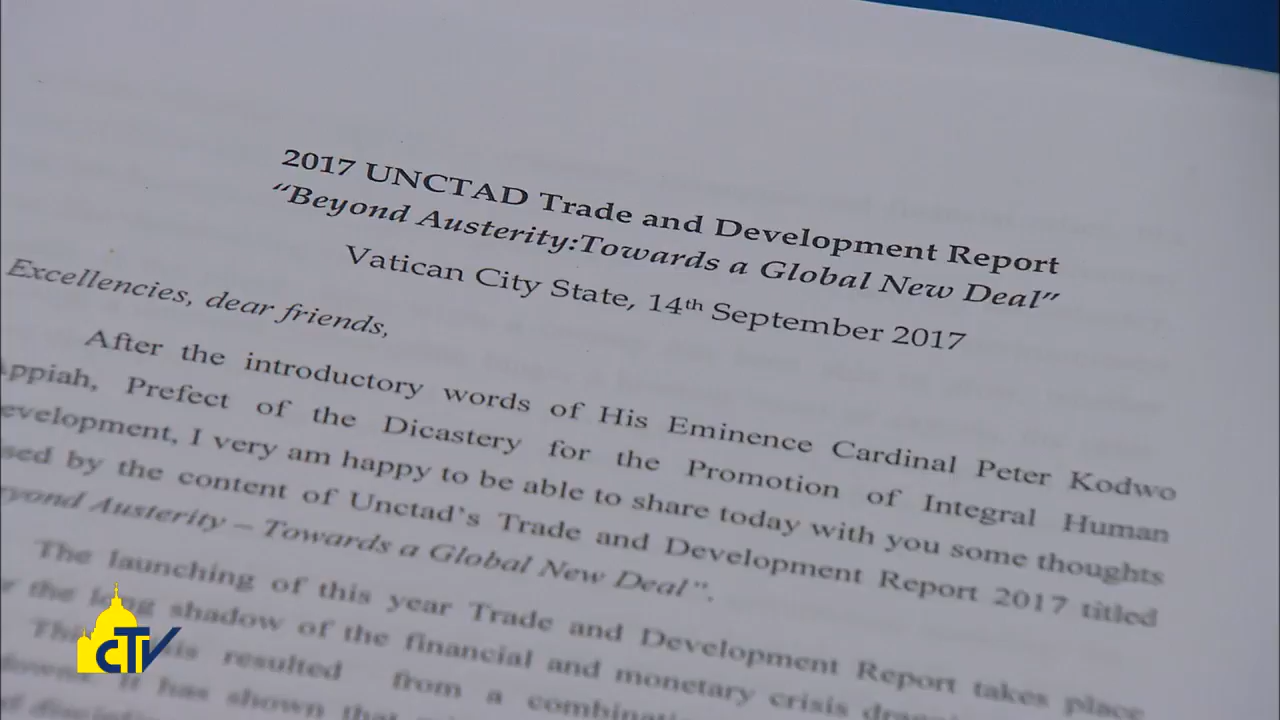 2017 UNCTAD Trade and Development Report
“Beyond Austerity:Towards a Global New Deal”
Vatican City State, 14th September 2017
Excellencies, dear friends,
After the introductory words of His Eminence Cardinal Peter Kodwo
Appiah, Prefect of the Dicastery for the Promotion of Integral Human
evelopment, I very am happy to be able to share today with you some thoughts
sed by the content of Unctad's Trade and Development Report 2017 titled
yond Austerity – Towards a Global New Deal”.
The launching of this year Trade and Development Report takes place
the long shadow of the financial and monetary crisis
resulted from a
It has shown that
CTV